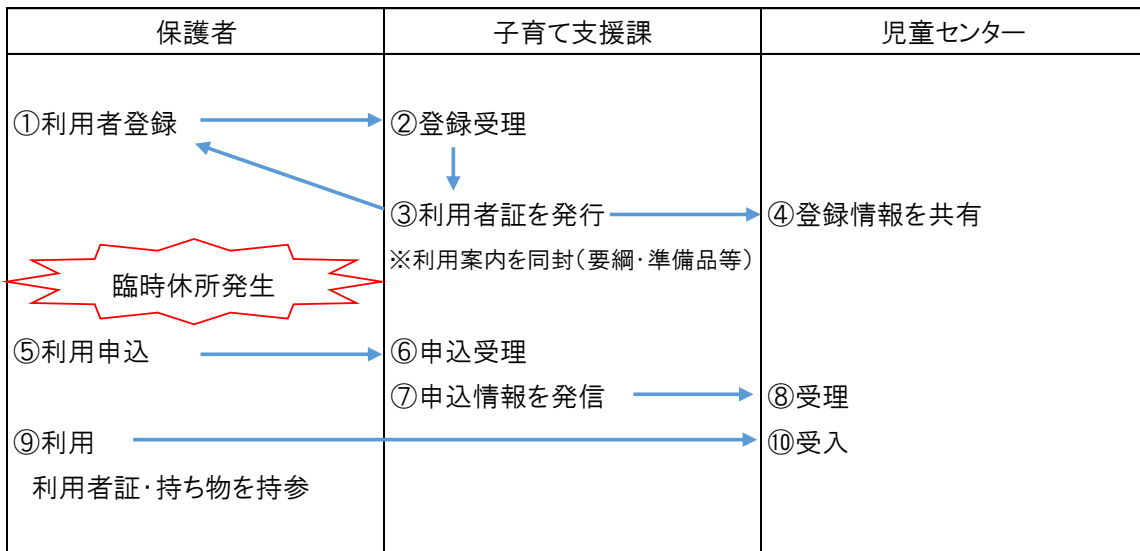 保護者 子育て支援課 児童センター
①利用者登録 ②登録受理
③利用者証を発行 ④登録情報を共有
※利用案内を同封(要綱・準備品等)
臨時休所発生
⑤利用申込 ⑥申込受理
⑦申込情報を発信 ⑧受理
⑨利用 ⑩受入
利用者証・持ち物を持参